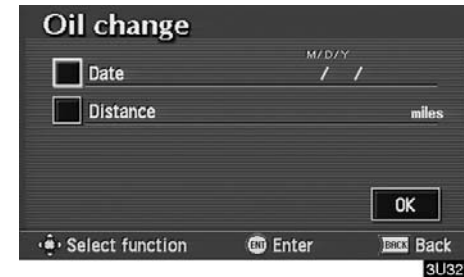 Oil change
M/D/Y
Date / /
Distance miles
OK
Select function ENT Enter BACK Back
3U32